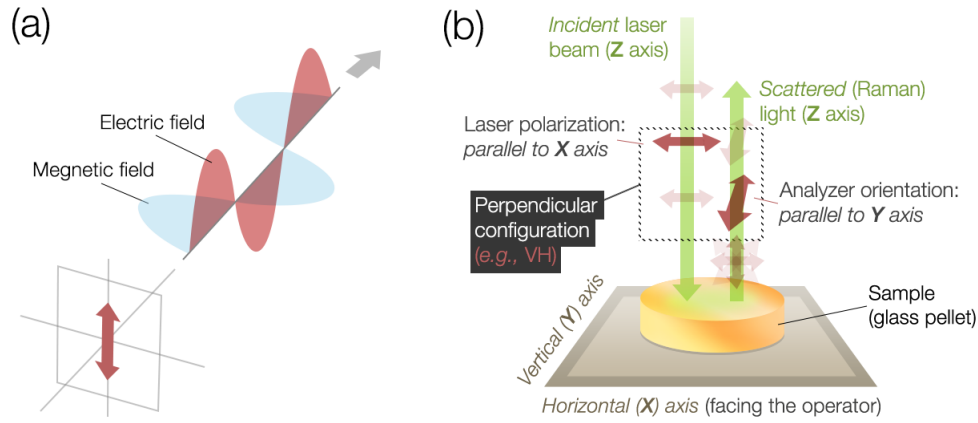 (a)
Electric field
Megnetic field
(b)
Incident laser
beam (Z axis)
Scattered (Raman)
light (Z axis)
Laser polarization:
parallel to X axis
Perpendicular
configuration
(e.g., VH)
Analyzer orientation:
parallel to Y axis
Sample
(glass pellet)
Vertical (Y) axis
Horizontal (X) axis (facing the operator)